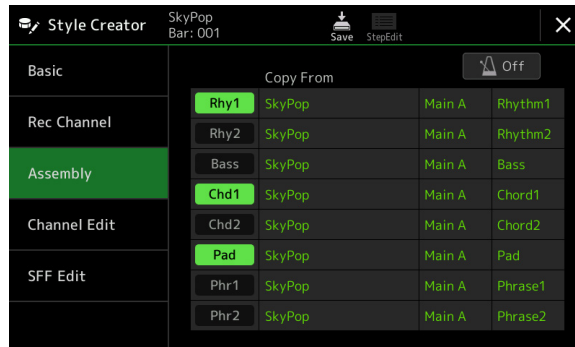 Style Creator
SkyPop
Bar: 001
Save
StepEdit
Basic
Rec Channel
Assembly
Channel Edit
SFF Edit
Copy From
Off
Rhy1 SkyPop Main A Rhythm1
Rhy2 SkyPop Main A Rhythm2
Bass SkyPop Main A Bass
Chd1 SkyPop Main A Chord1
Chd2 SkyPop Main A Chord2
Pad SkyPop Main A Pad
Phr1 SkyPop Main A Phrase1
Phr2 SkyPop Main A Phrase2